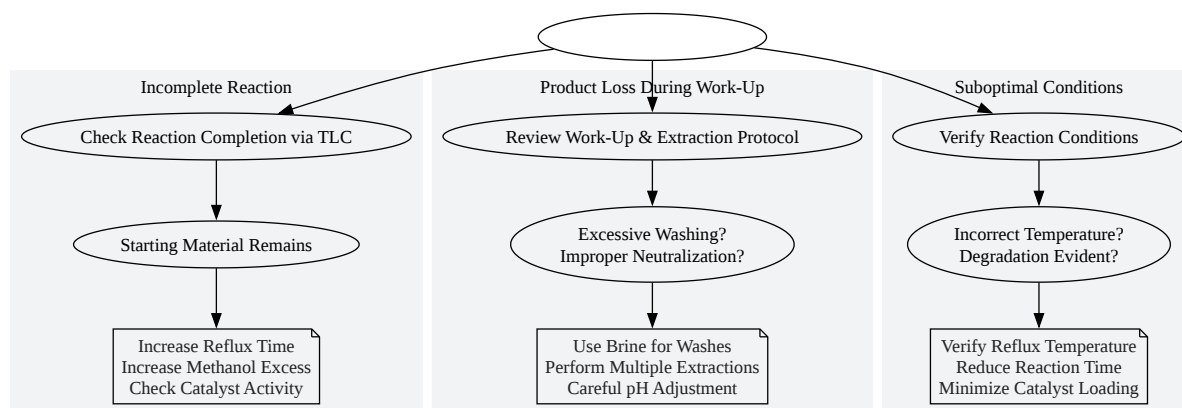 Incomplete Reaction
Check Reaction Completion via TLC
Starting Material Remains
Increase Reflux Time
Increase Methanol Excess
Check Catalyst Activity
Product Loss During Work-Up
Review Work-Up & Extraction Protocol
Excessive Washing?
Improper Neutralization?
Use Brine for Washes
Perform Multiple Extractions
Careful pH Adjustment
Suboptimal Conditions
Verify Reaction Conditions
Incorrect Temperature?
Degradation Evident?
Verify Reflux Temperature
Reduce Reaction Time
Minimize Catalyst Loading